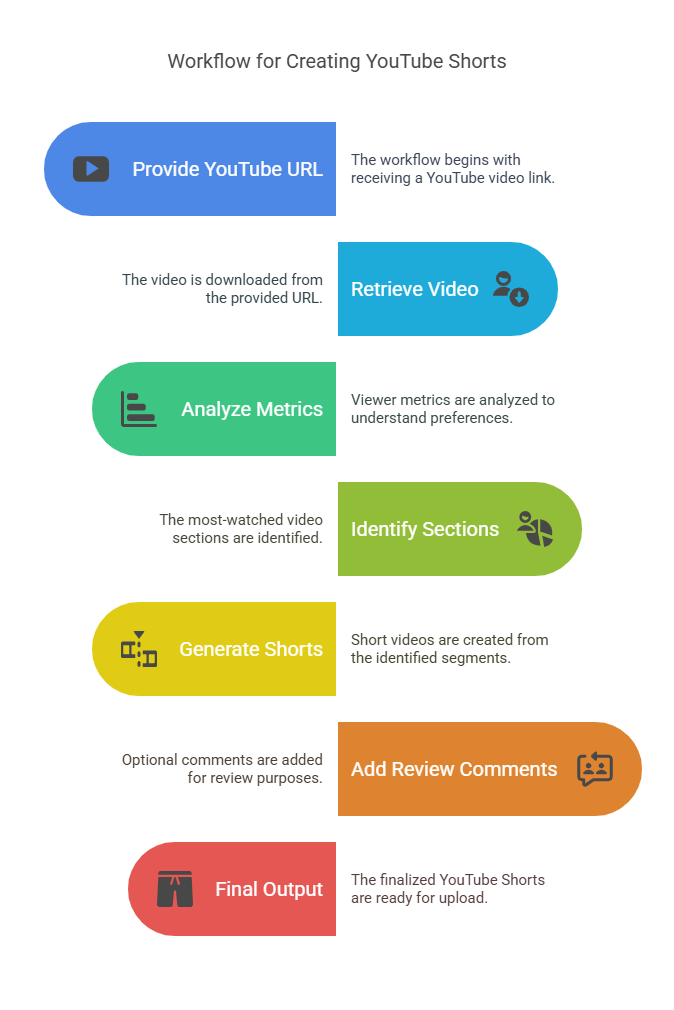 Workflow for Creating YouTube Shorts
Provide YouTube URL
The workflow begins with
receiving a YouTube video link.
Retrieve Video
The video is downloaded from
the provided URL.
Analyze Metrics
Viewer metrics are analyzed to
understand preferences.
Identify Sections
The most-watched video
sections are identified.
Generate Shorts
Short videos are created from
the identified segments.
Add Review Comments
Optional comments are added
for review purposes.
Final Output
The finalized YouTube Shorts
are ready for upload.